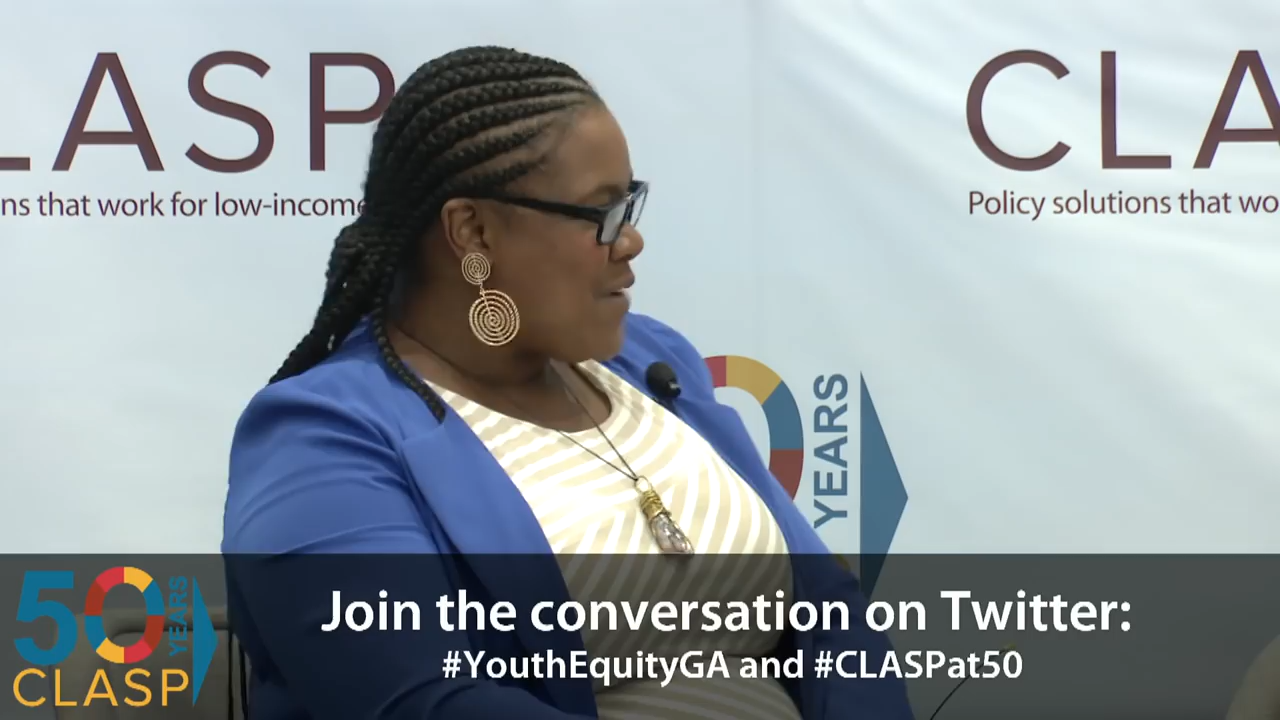 LASP
ns that work for low-income
CLA
Policy solutions that wo
YEARS
50 YEARS
CLASP
Join the conversation on Twitter:
#YouthEquityGA and #CLASPat50